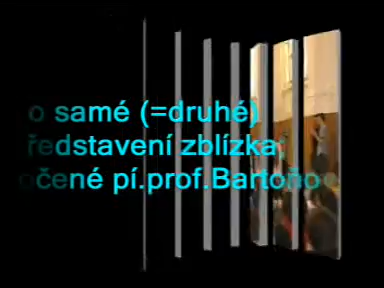 o samé (=druhé)
ředstavení zblízka
očené pí.prof.Bartoňo